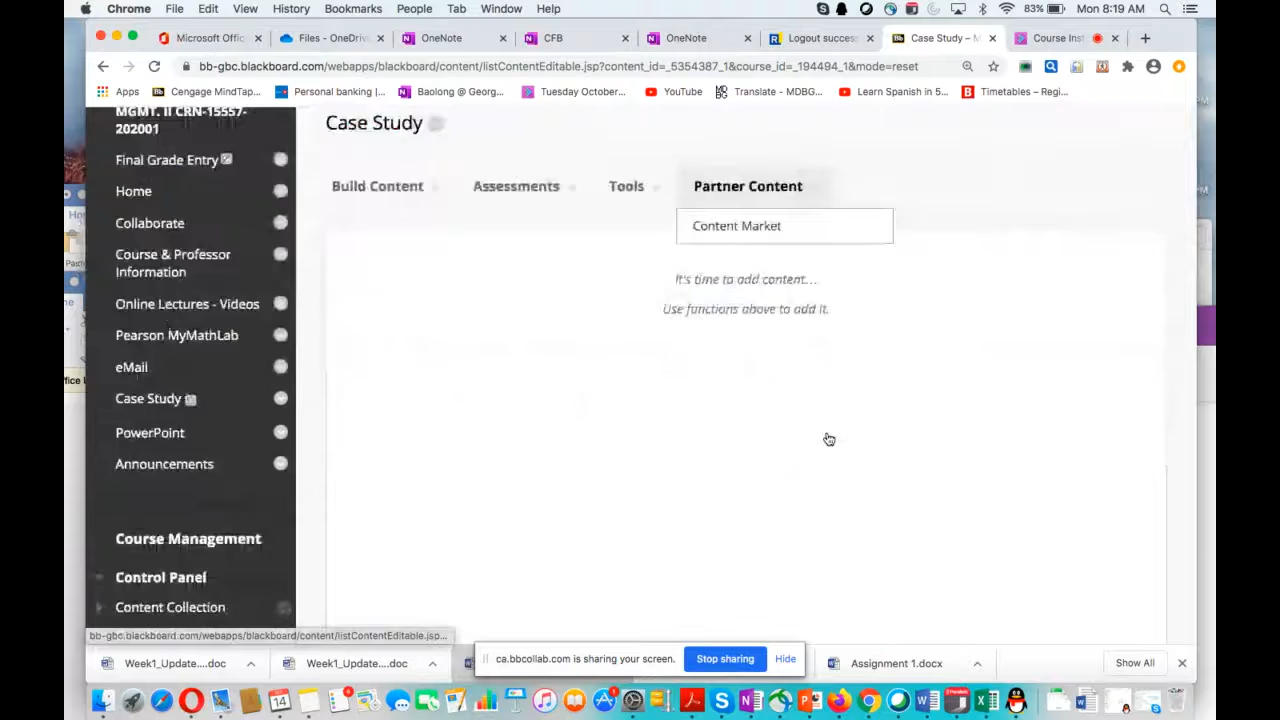 Chrome File Edit View History Bookmarks People Tab Window Help 83% Mon 8:19 AM
Microsoft Offic Files - OneDriv OneNote CFB OneNote Logout succes Case Study – M Course Inst
bb-gbc.blackboard.com/webapps/blackboard/content/listContentEditable.jsp?content_id=_5354387_1&course_id=_194494_1&mode=reset
Apps Cengage MindTap... Personal banking |... Baolong @ Georg... Tuesday October... YouTube Translate - MDBG... Learn Spanish in 5... Timetables – Regi...
MGMT. II CRN-15557-
202001
Case Study
Final Grade Entry
Build Content Assessments Tools Partner Content
Home
Collaborate
Content Market
Course & Professor
Information
It's time to add content...
Online Lectures - Videos
Use functions above to add it.
Pearson MyMathLab
eMail
Case Study
PowerPoint
Announcements
Course Management
Control Panel
Content Collection
bb-gbc.blackboard.com/webapps/blackboard/content/listContentEditable.jsp...
Week1_Update....doc Week1_Update....doc ca.bbcollab.com is sharing your screen. Stop sharing Hide Assignment 1.docx Show All